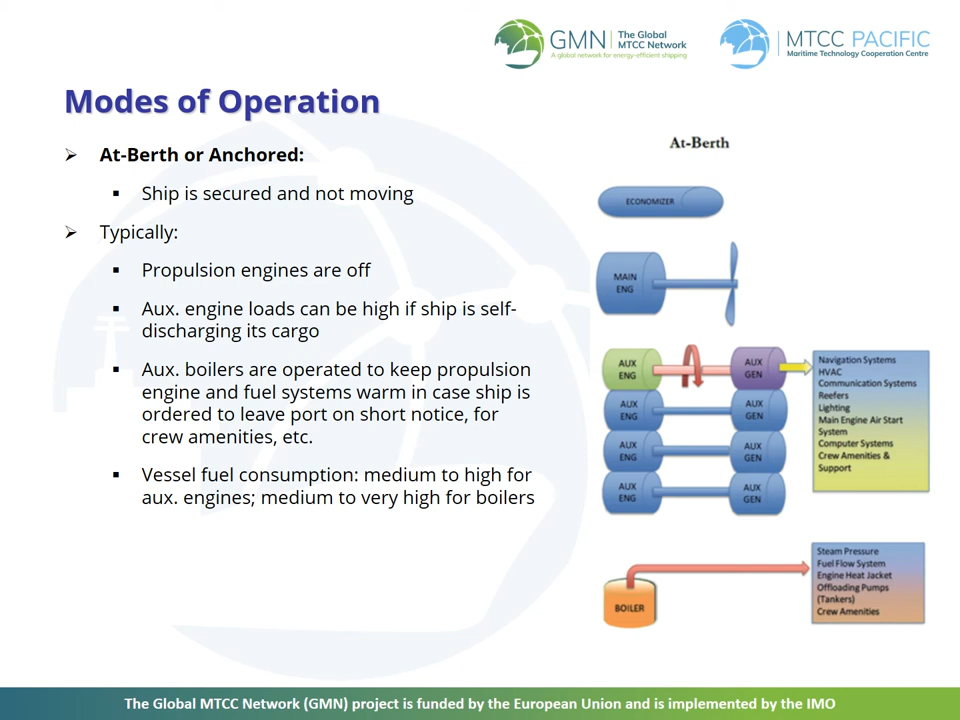 GMN The Global
MTCC Network
A global network for energy-efficient shipping
MTCC PACIFIC
Maritime Technology Cooperation Centre
Modes of Operation
At-Berth or Anchored:
Ship is secured and not moving
Typically:
Propulsion engines are off
Aux. engine loads can be high if ship is self-
discharging its cargo
Aux. boilers are operated to keep propulsion
engine and fuel systems warm in case ship is
ordered to leave port on short notice, for
crew amenities, etc.
Vessel fuel consumption: medium to high for
aux. engines; medium to very high for boilers
At-Berth
ECONOMIZER
MAIN
ENG
AUX
ENG
AUX
GEN
AUX
ENG
AUX
GEN
AUX
ENG
AUX
GEN
AUX
ENG
AUX
GEN
Navigation Systems
HVAC
Communication Systems
Reefers
Lighting
Main Engine Air Start
System
Computer Systems
Crew Amenities &
Support
BOILER
Steam Pressure
Fuel Flow System
Engine Heat Jacket
Offloading Pumps
(Tankers)
Crew Amenities
The Global MTCC Network (GMN) project is funded by the European Union and is implemented by the IMO